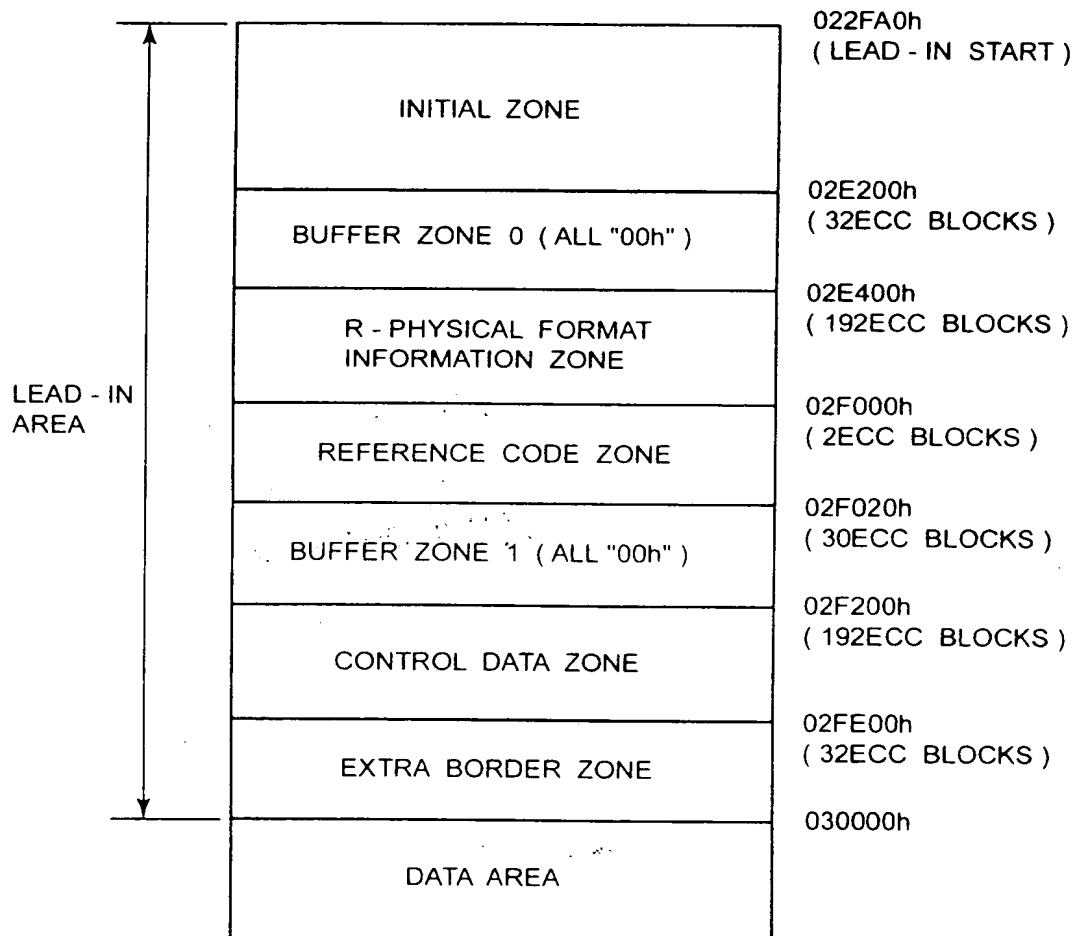 022FA0h
( LEAD - IN START )
INITIAL ZONE
02E200h
( 32ECC BLOCKS )
BUFFER ZONE 0 ( ALL "00h" )
02E400h
( 192ECC BLOCKS )
R - PHYSICAL FORMAT
INFORMATION ZONE
LEAD - IN
AREA
02F000h
( 2ECC BLOCKS )
REFERENCE CODE ZONE
02F020h
( 30ECC BLOCKS )
BUFFER ZONE 1 ( ALL "00h" )
02F200h
( 192ECC BLOCKS )
CONTROL DATA ZONE
02FE00h
( 32ECC BLOCKS )
EXTRA BORDER ZONE
030000h
DATA AREA